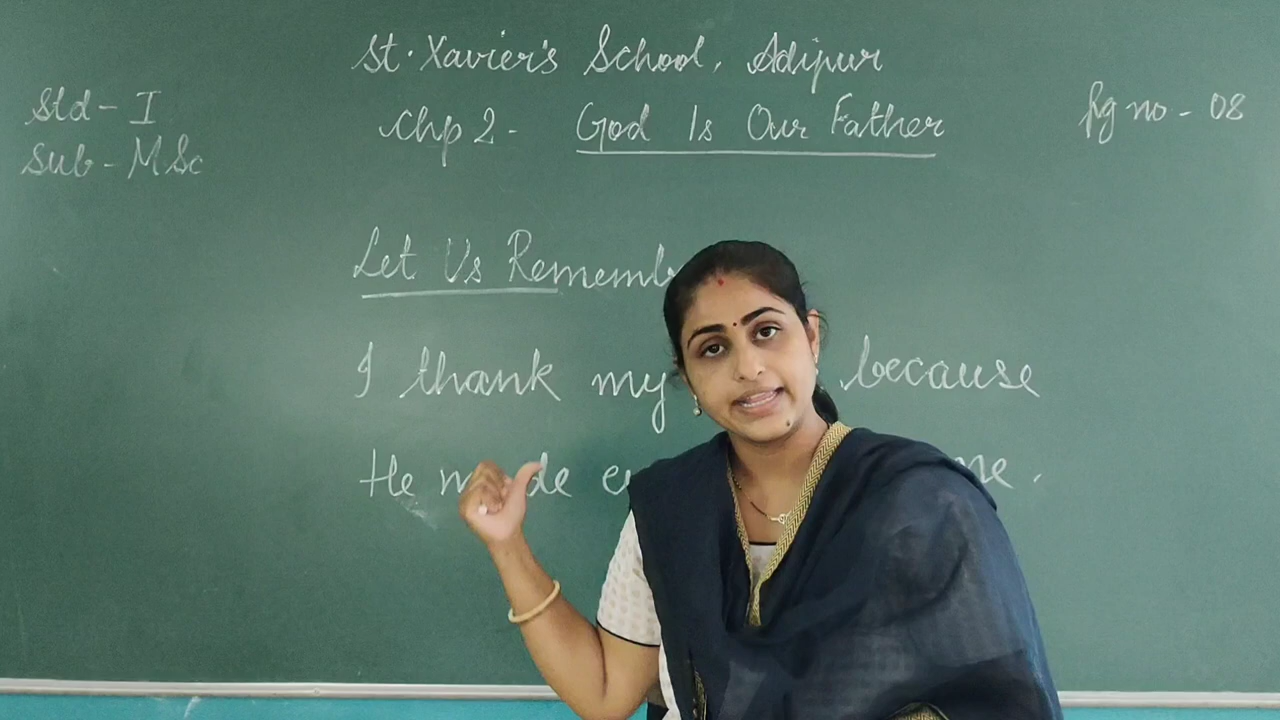 St. Xavier's School, Adipur
Std - I
Chp 2 - God Is Our Father
Pg no - 08
Sub - M Sc
Let Us Rememb
I thank my because
He made